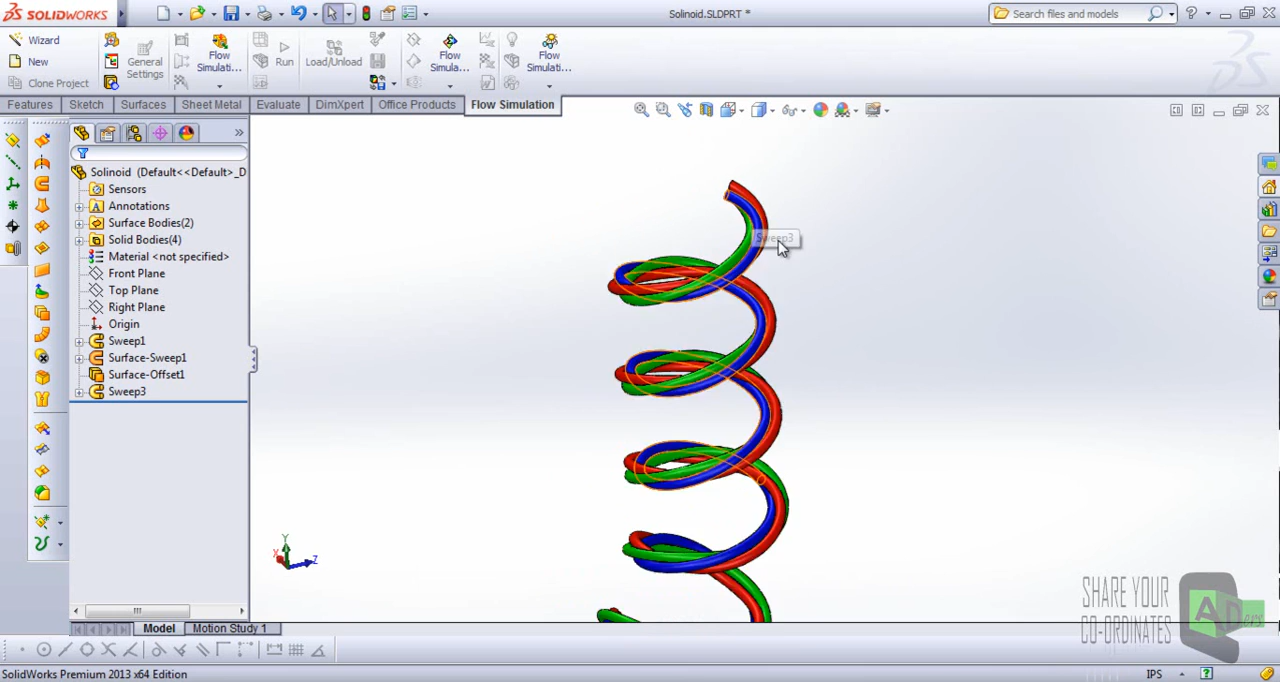 SOLIDWORKS
Solinoid.SLDPRT *
Search files and models
Wizard
New
Clone Project
General Settings
Flow Simulati...
Run
Load/Unload
Flow Simula...
Flow Simulati...
Features
Sketch
Surfaces
Sheet Metal
Evaluate
DimXpert
Office Products
Flow Simulation
Solinoid (Default<<Default>_D
Sensors
Annotations
Surface Bodies(2)
Solid Bodies(4)
Material <not specified>
Front Plane
Top Plane
Right Plane
Origin
Sweep1
Surface-Sweep1
Surface-Offset1
Sweep3
Sweep3
Y
X
Z
SHARE YOUR
CO-ORDINATES
Model
Motion Study 1
SolidWorks Premium 2013 x64 Edition
IPS